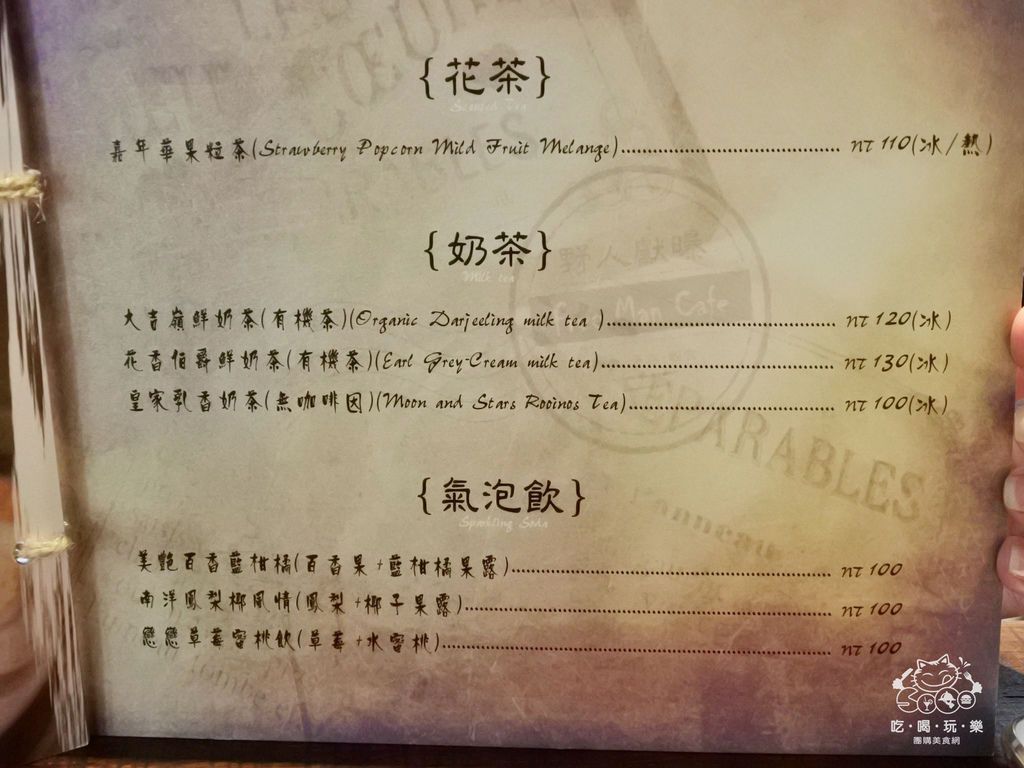 {花茶}
Scented Tea
嘉年華果粒茶(Strawberry Popcorn Mild Fruit Melange)........................................ NT 110(冰/熱)
{奶茶}
Milk tea
野人獻曝
Man Cafe
大吉嶺鮮奶茶(有機茶)(Organic Darjeeling milk tea )........................................ NT 120(冰)
花香伯爵鮮奶茶(有機茶)(Earl Grey-Cream milk tea)........................................ NT 130(冰)
皇家乳香奶茶(無咖啡因)(Moon and Stars Rooinos Tea)........................................ NT 100(冰)
PARABLES
{氣泡飲}
Sparkling Soda
美艷百香藍柑橘(百香果+藍柑橘果露)........................................ NT 100
南洋鳳梨椰風情(鳳梨+椰子果露)........................................ NT 100
戀戀草莓蜜桃飲(草莓+水蜜桃)........................................ NT 100
吃·喝·玩·樂
團購美食網